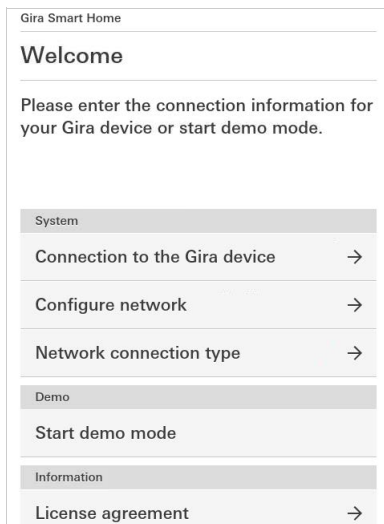 Gira Smart Home
Welcome
Please enter the connection information for
your Gira device or start demo mode.
System
Connection to the Gira device
Configure network
Network connection type
Demo
Start demo mode
Information
License agreement